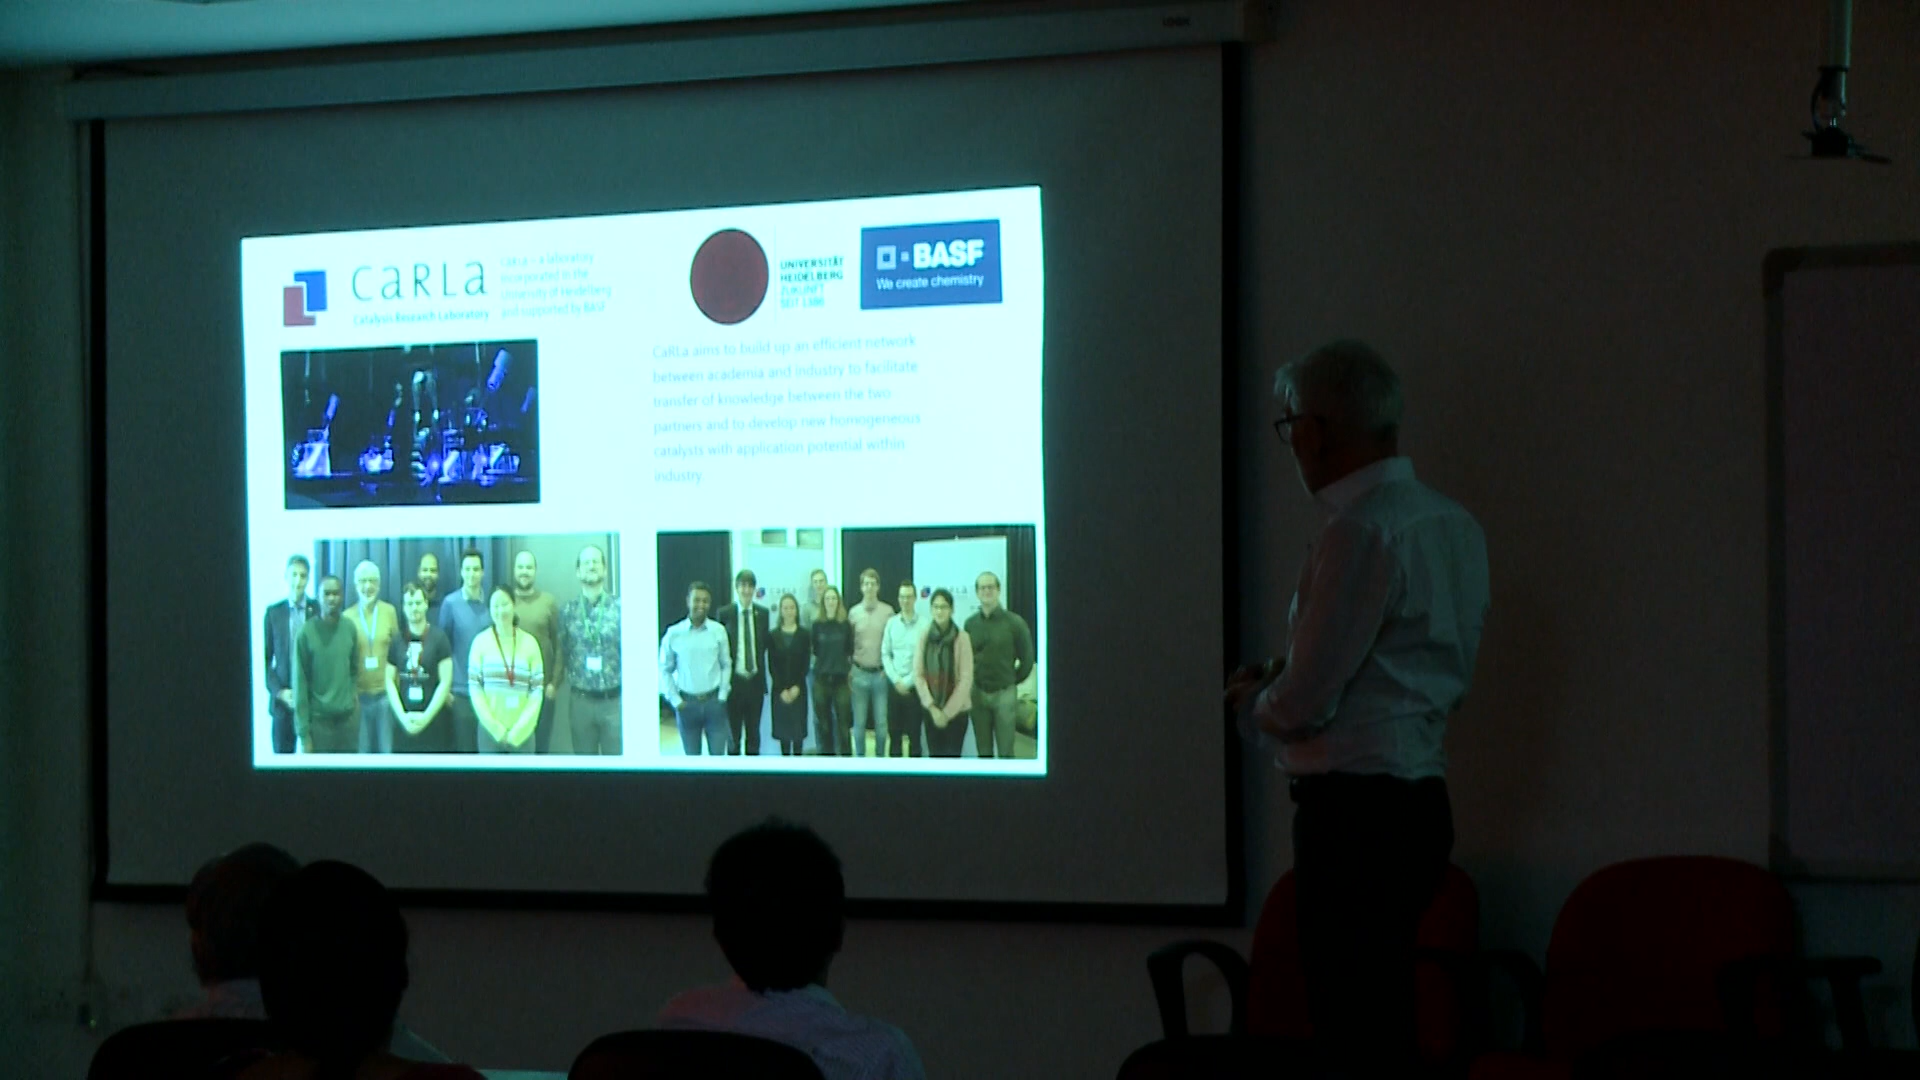 CaRLa
Catalysis Research Laboratory
CaRLa – a laboratory
incorporated in the
University of Heidelberg
and supported by BASF
UNIVERSITÄT
HEIDELBERG
ZUKUNFT
SEIT 1386
BASF
We create chemistry
CaRLa aims to build up an efficient network
between academia and industry to facilitate
transfer of knowledge between the two
partners and to develop new homogeneous
catalysts with application potential within
industry.
CaRLa
CaRLa